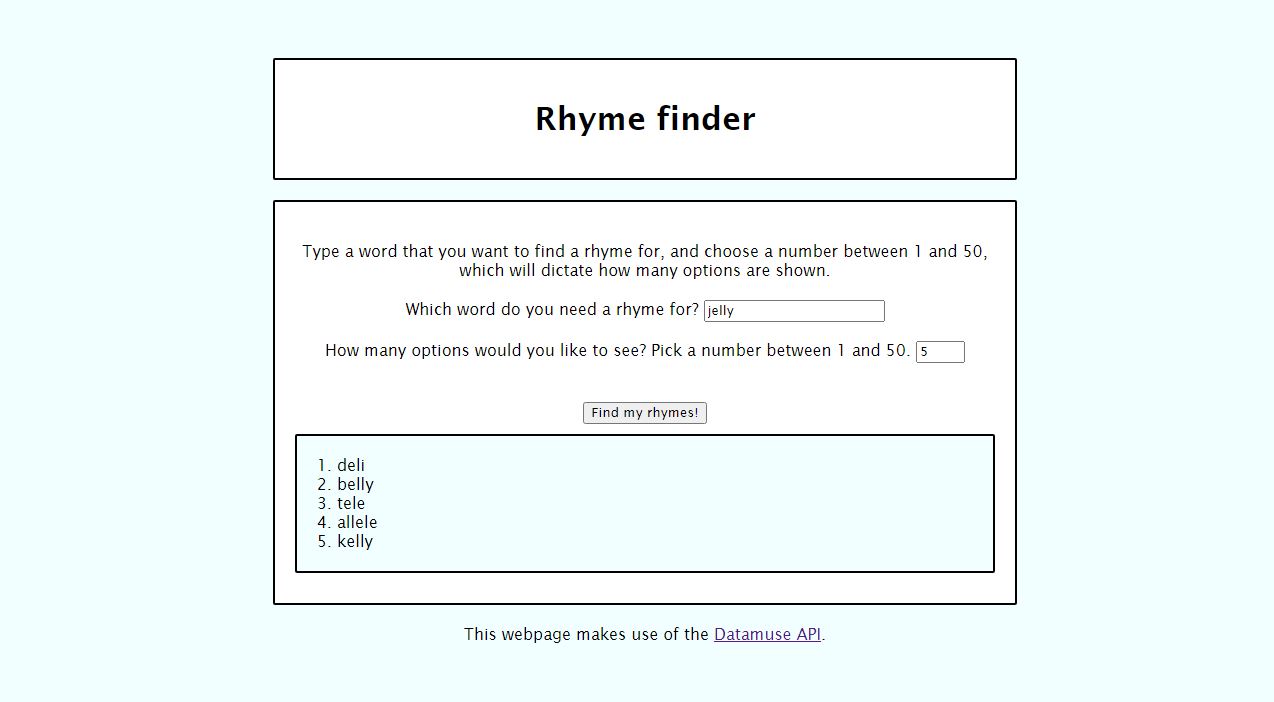 Rhyme finder
Type a word that you want to find a rhyme for, and choose a number between 1 and 50,
which will dictate how many options are shown.
Which word do you need a rhyme for? jelly
How many options would you like to see? Pick a number between 1 and 50. 5
Find my rhymes!
1. deli
2. belly
3. tele
4. allele
5. kelly
This webpage makes use of the Datamuse API.